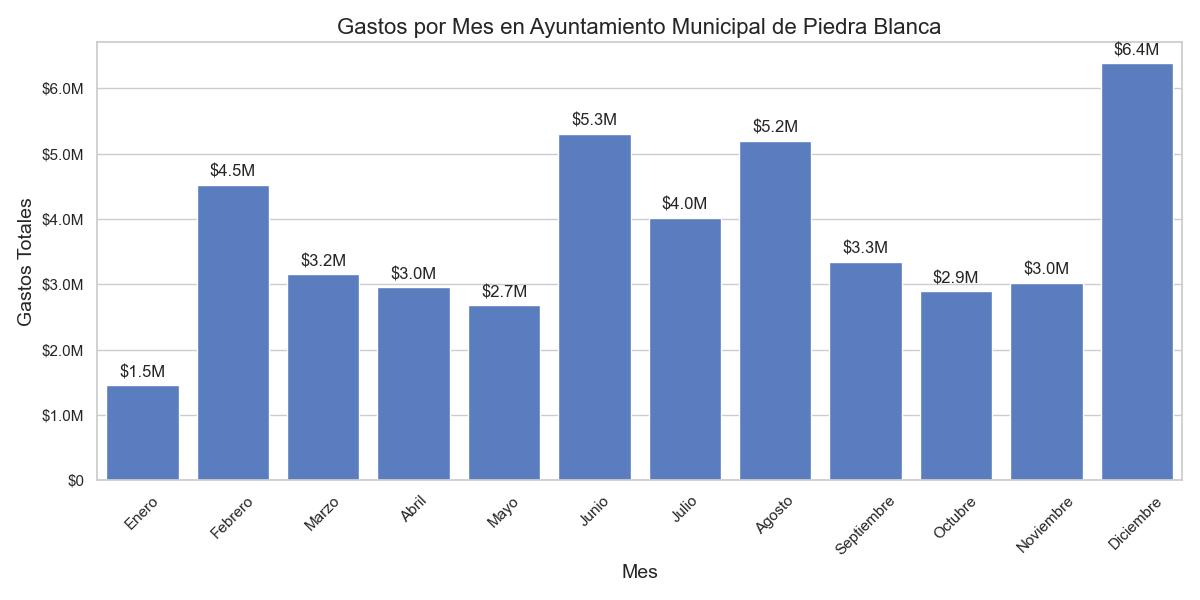 Gastos por Mes en Ayuntamiento Municipal de Piedra Blanca
Gastos Totales
$6.0M
$5.0M
$4.0M
$3.0M
$2.0M
$1.0M
$0
$1.5M
$4.5M
$3.2M
$3.0M
$2.7M
$5.3M
$4.0M
$5.2M
$3.3M
$2.9M
$3.0M
$6.4M
Enero
Febrero
Marzo
Abril
Mayo
Junio
Julio
Agosto
Septiembre
Octubre
Noviembre
Diciembre
Mes